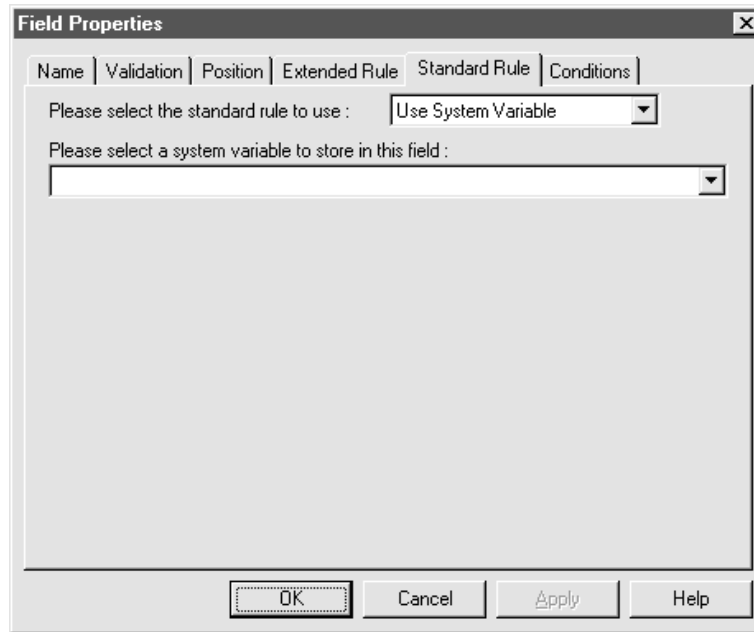 Field Properties
Name Validation Position Extended Rule Standard Rule Conditions
Please select the standard rule to use : Use System Variable
Please select a system variable to store in this field :
OK Cancel Apply Help